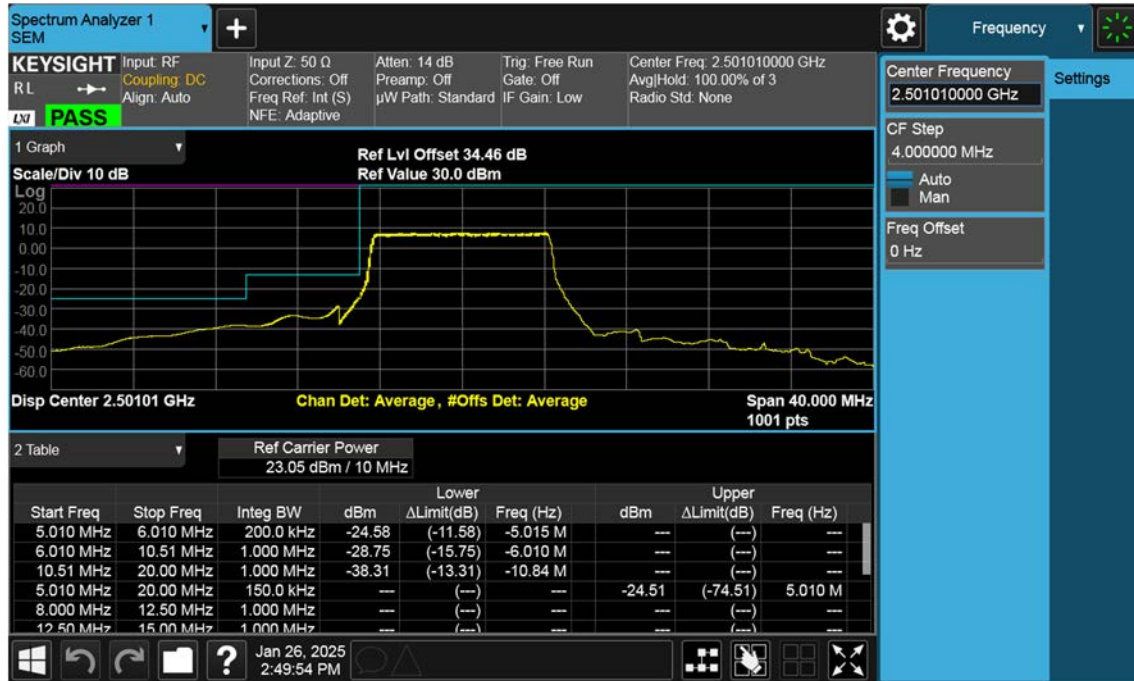 Spectrum Analyzer 1
SEM
Frequency
KEYSIGHT
R L
LXI
PASS
Input: RF
Coupling: DC
Align: Auto
Input Z: 50 Ω
Corrections: Off
Freq Ref: Int (S)
NFE: Adaptive
Atten: 14 dB
Preamp: Off
µW Path: Standard
Trig: Free Run
Gate: Off
IF Gain: Low
Center Freq: 2.501010000 GHz
Avg|Hold: 100.00% of 3
Radio Std: None
Center Frequency
2.501010000 GHz
Settings
CF Step
4.000000 MHz
Auto
Man
Freq Offset
0 Hz
1 Graph
Scale/Div 10 dB
Ref Lvl Offset 34.46 dB
Ref Value 30.0 dBm
Log
20.0
10.0
0.00
-10.0
-20.0
-30.0
-40.0
-50.0
-60.0
Disp Center 2.50101 GHz
Chan Det: Average , #Offs Det: Average
Span 40.000 MHz
1001 pts
2 Table
Ref Carrier Power
23.05 dBm / 10 MHz
Lower Upper
Start Freq Stop Freq Integ BW dBm ΔLimit(dB) Freq (Hz) dBm ΔLimit(dB) Freq (Hz)
5.010 MHz 6.010 MHz 200.0 kHz -24.58 (-11.58) -5.015 M --- (---) ---
6.010 MHz 10.51 MHz 1.000 MHz -28.75 (-15.75) -6.010 M --- (---) ---
10.51 MHz 20.00 MHz 1.000 MHz -38.31 (-13.31) -10.84 M --- (---) ---
5.010 MHz 20.00 MHz 150.0 kHz --- (---) --- -24.51 (-74.51) 5.010 M
8.000 MHz 12.50 MHz 1.000 MHz --- (---) --- --- (---) ---
12.50 MHz 15.00 MHz 1.000 MHz --- (---) --- --- (---) ---
?
Jan 26, 2025
2:49:54 PM